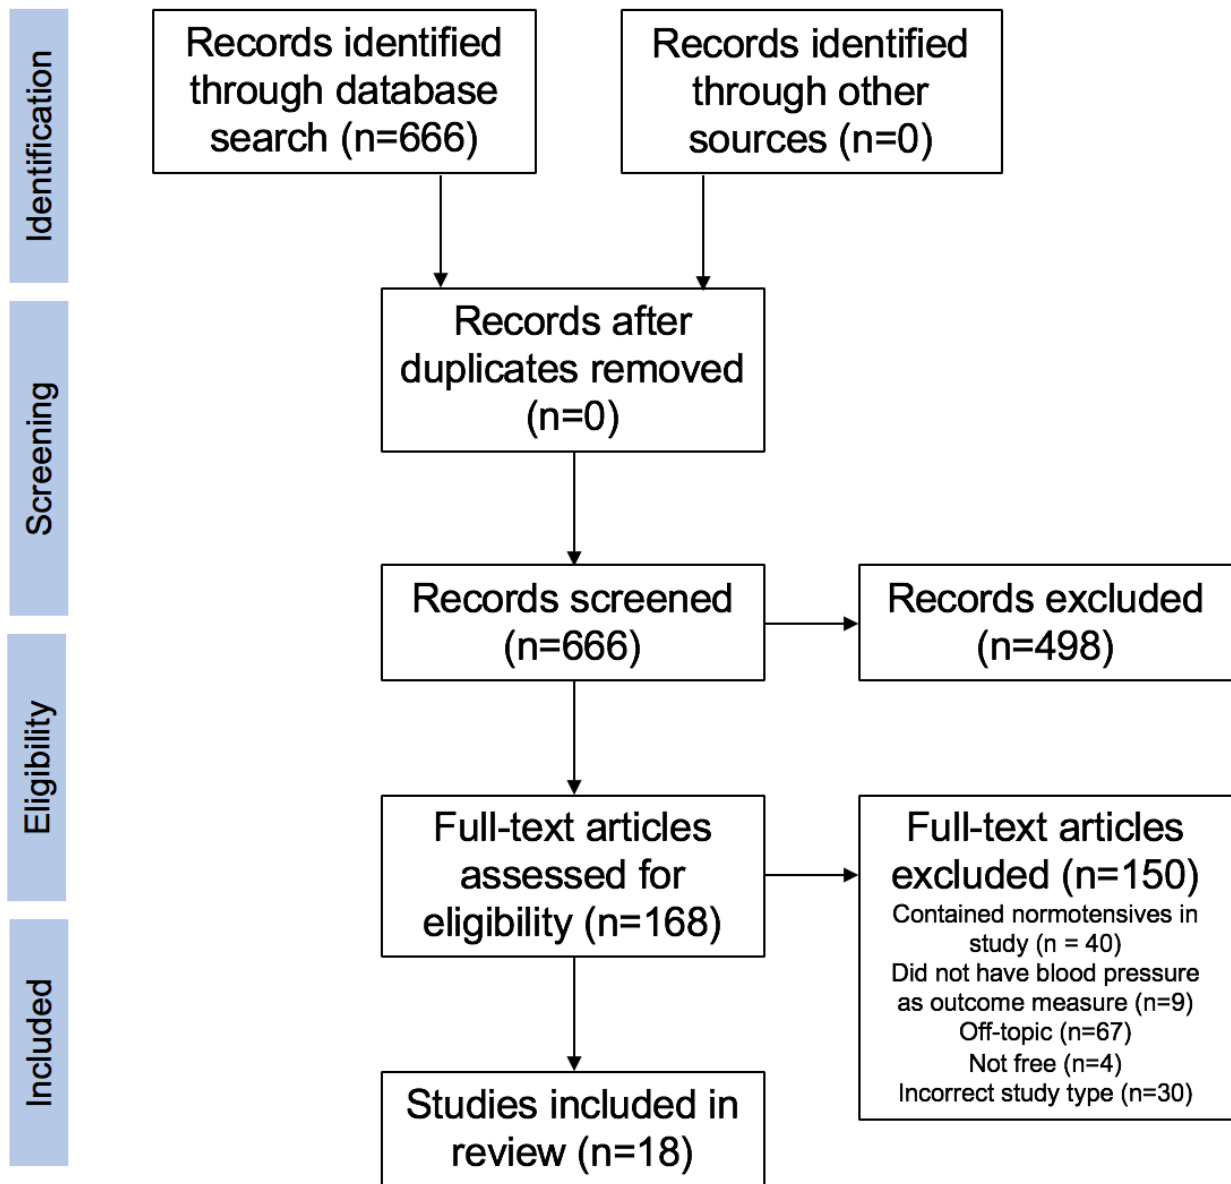 Identification
Records identified
through database
search (n=666)
Records identified
through other
sources (n=0)
Screening
Records after
duplicates removed
(n=0)
Records screened
(n=666)
Records excluded
(n=498)
Eligibility
Full-text articles
assessed for
eligibility (n=168)
Full-text articles
excluded (n=150)
Contained normotensives in
study (n = 40)
Did not have blood pressure
as outcome measure (n=9)
Off-topic (n=67)
Not free (n=4)
Incorrect study type (n=30)
Included
Studies included in
review (n=18)